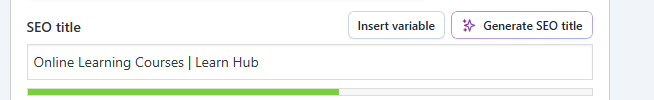 SEO title
Insert variable
Generate SEO title
Online Learning Courses | Learn Hub